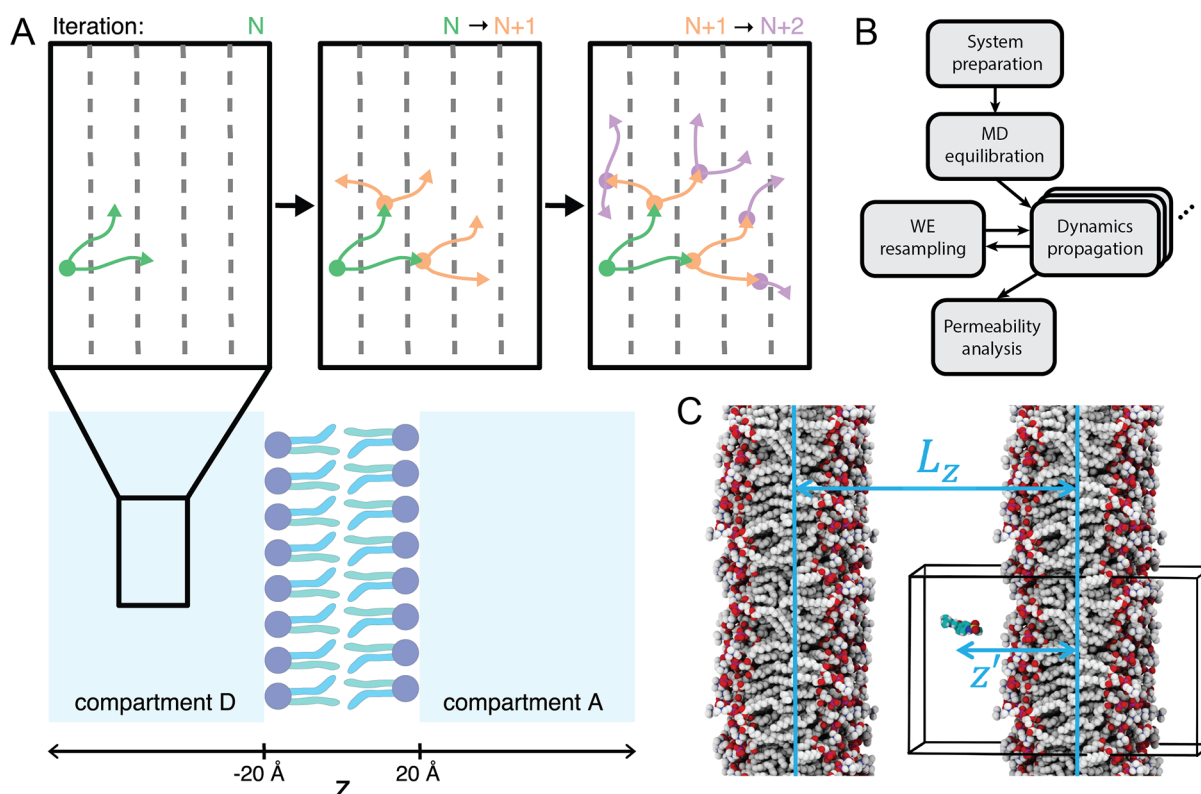 A
Iteration:
N
N → N+1
N+1 → N+2
B
System
preparation
MD
equilibration
WE
resampling
Dynamics
propagation
...
Permeability
analysis
compartment D
compartment A
-20 Å
20 Å
z
C
L_z
z'